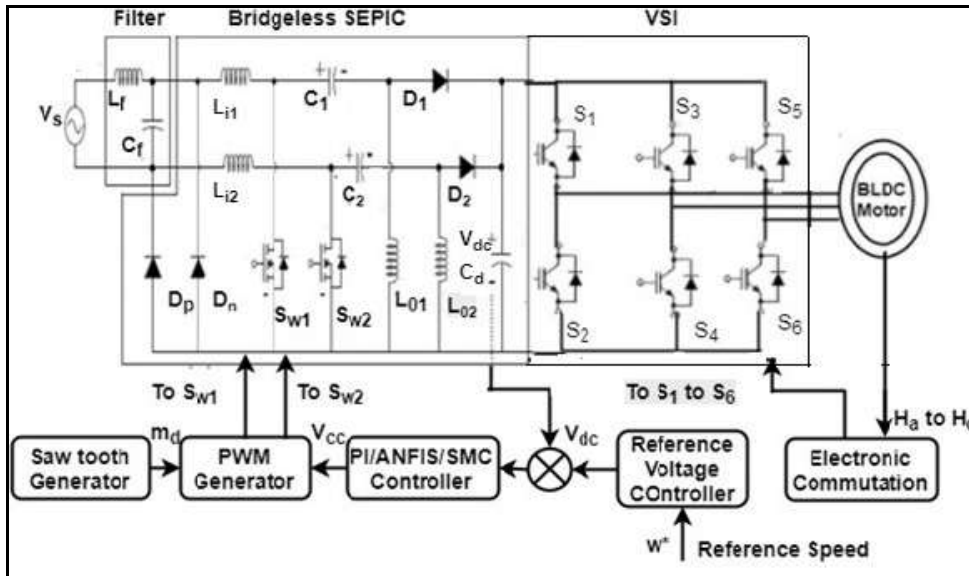 Filter
Bridgeless SEPIC
VSI
Lf
Li1
C1
D1
S1
S3
S5
Vs
Cf
Li2
C2
D2
BLDC
Motor
Vdc
Cd
Dp
Dn
Sw1
Sw2
L01
L02
S2
S4
S6
To Sw1
To Sw2
To S1 to S6
Ha to H
md
Vcc
Vdc
Saw tooth
Generator
PWM
Generator
PI/ANFIS/SMC
Controller
Reference
Voltage
COntroller
Electronic
Commutation
w*
Reference Speed